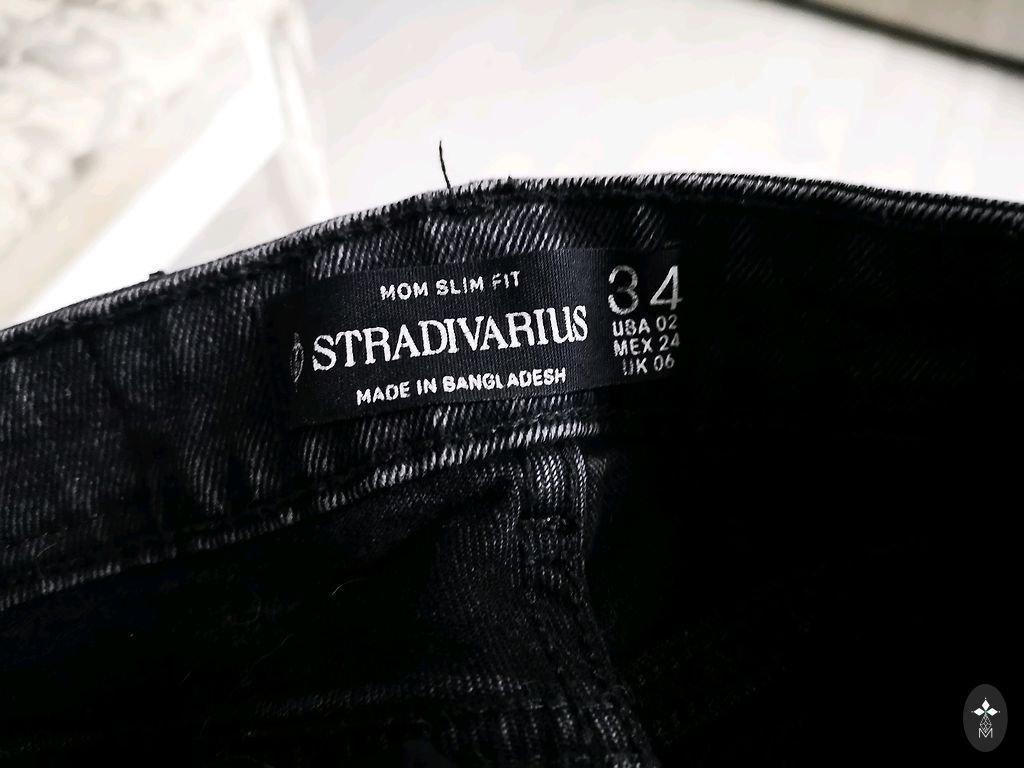 MOM SLIM FIT
STRADIVARIUS
MADE IN BANGLADESH
34
USA 02
MEX 24
UK 06
M